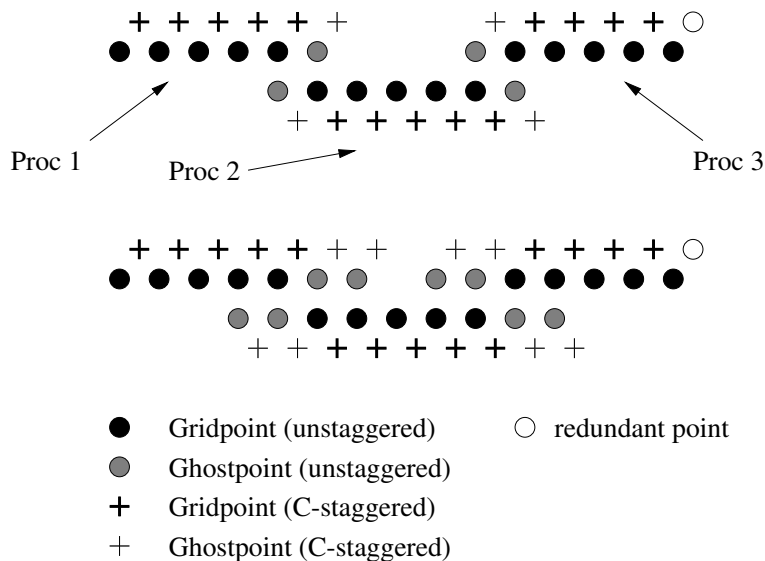 Proc 1
Proc 2
Proc 3
Gridpoint (unstaggered)
redundant point
Ghostpoint (unstaggered)
Gridpoint (C-staggered)
Ghostpoint (C-staggered)